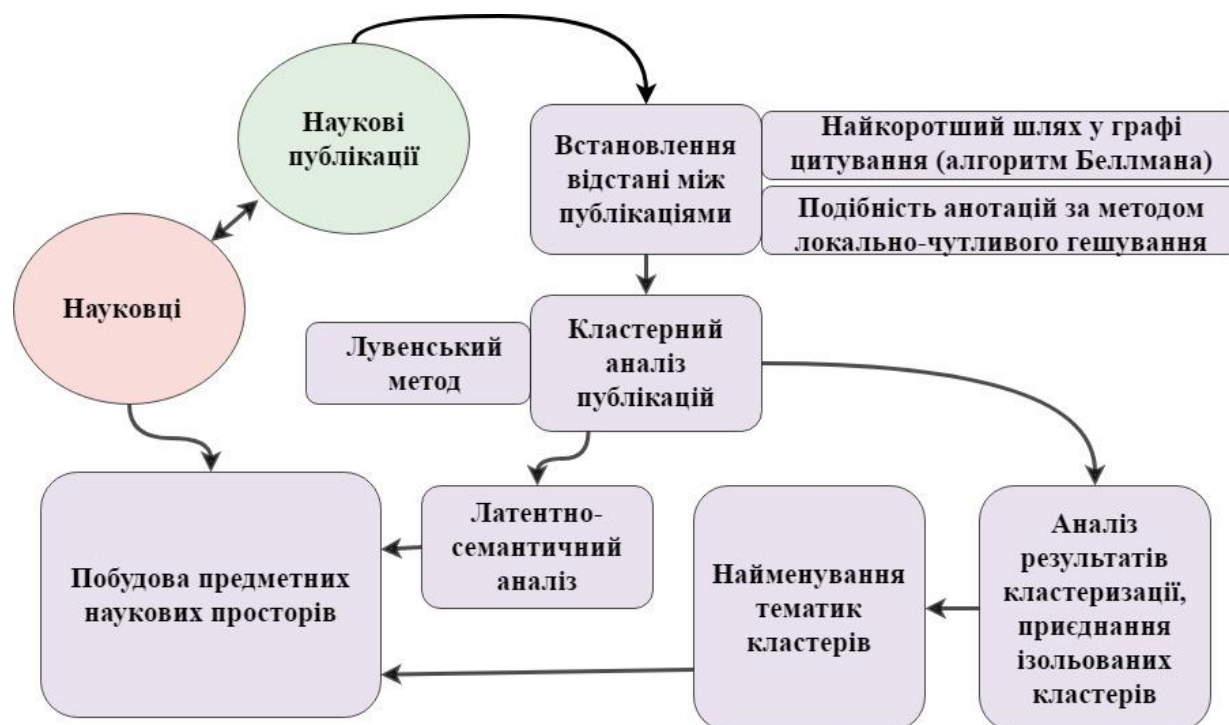 Наукові
публікації
Встановлення
відстані між
публікаціями
Найкоротший шлях у графі
цитування (алгоритм Беллмана)
Подібність анотацій за методом
локально-чутливого гешування
Науковці
Лувенський
метод
Кластерний
аналіз
публікацій
Побудова предметних
наукових просторів
Латентно-
семантичний
аналіз
Найменування
тематик
кластерів
Аналіз
результатів
кластеризації,
приєднання
ізольованих
кластерів